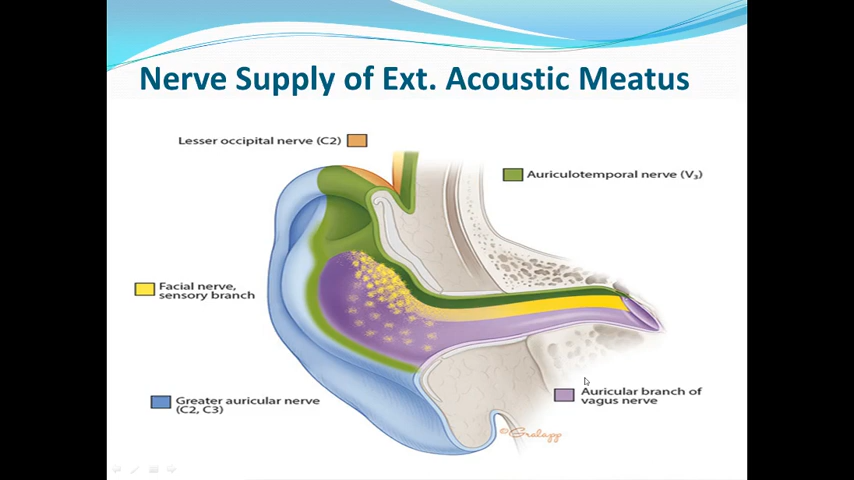 Nerve Supply of Ext. Acoustic Meatus
Lesser occipital nerve (C2)
Auriculotemporal nerve (V₃)
Facial nerve,
sensory branch
Greater auricular nerve
(C2, C3)
Auricular branch of
vagus nerve